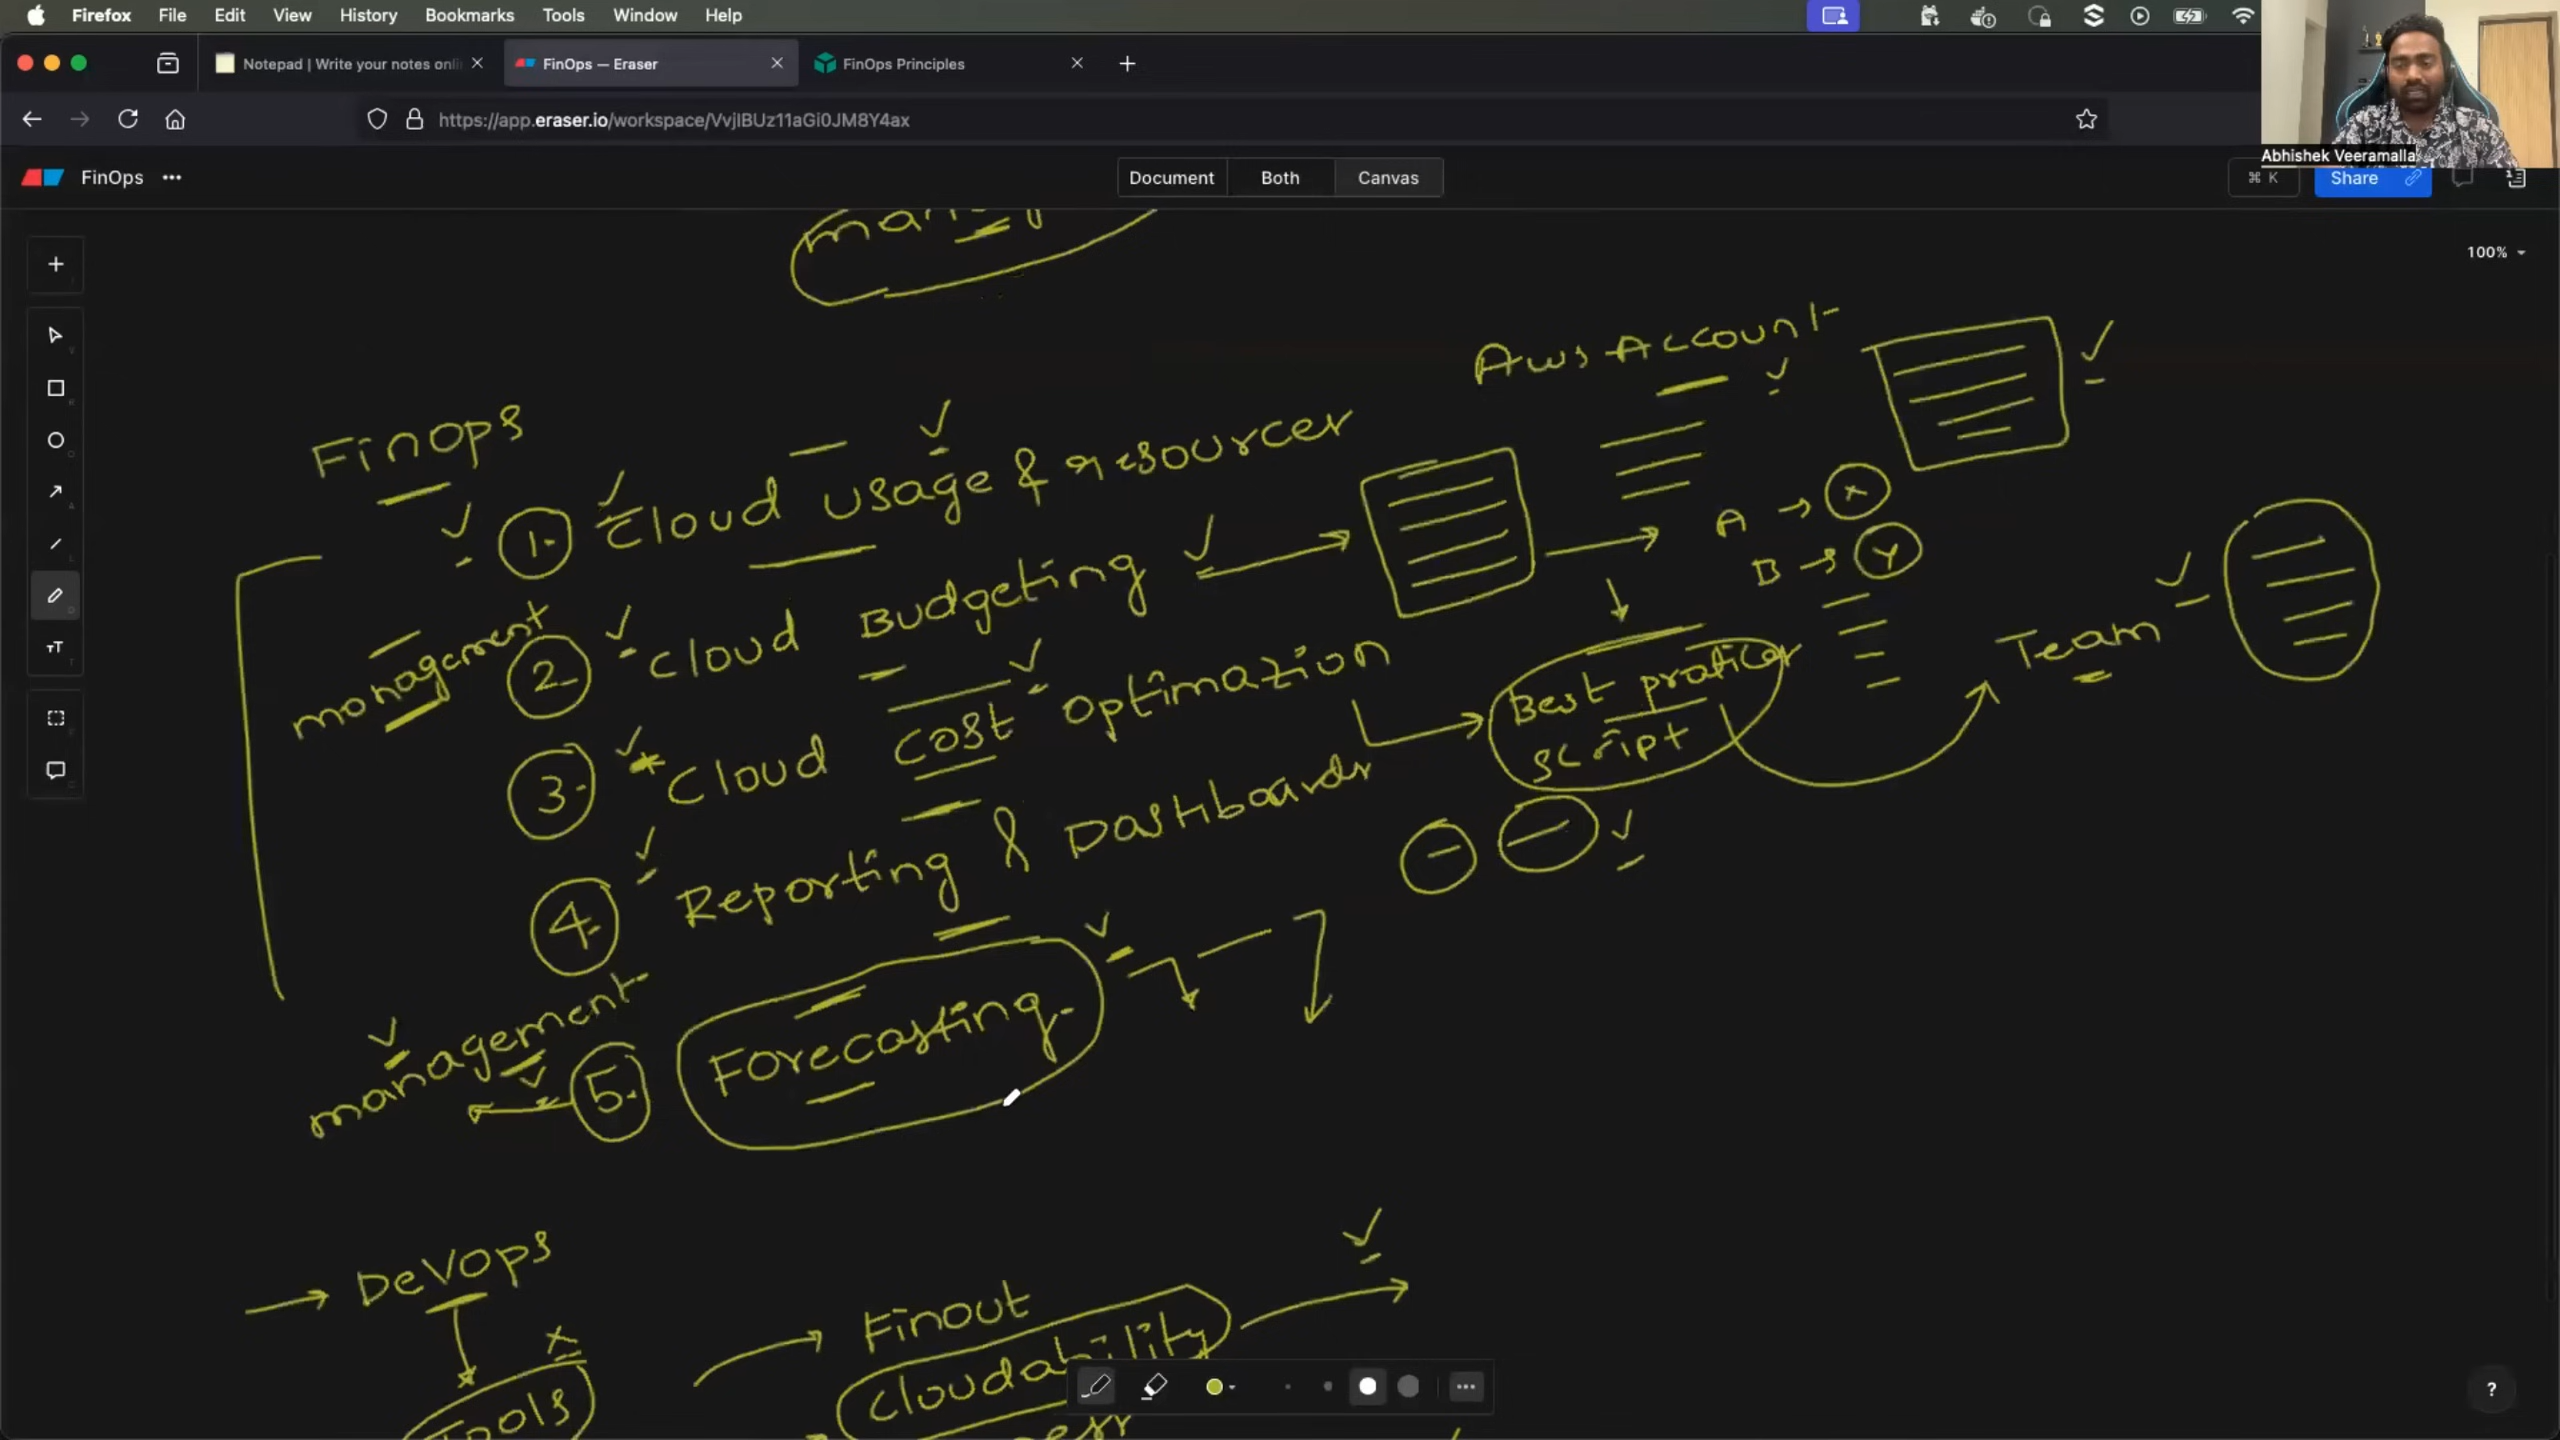 Firefox File Edit View History Bookmarks Tools Window Help
Notepad | Write your notes onli
FinOps — Eraser
FinOps Principles
https://app.eraser.io/workspace/VvjIBUz11aGi0JM8Y4ax
Abhishek Veeramalla
FinOps ...
Document Both Canvas
⌘ K
Share
100%
Aws Account
Finops
1. Cloud usage & resources
A → X
B → Y
management
2. Cloud Budgeting
Team
3. Cloud cost optimazion
Best pratices
script
4. Reporting & Dashboards
management
5. Forecasting
DeVOps
Finout
cloudability
Tools
?